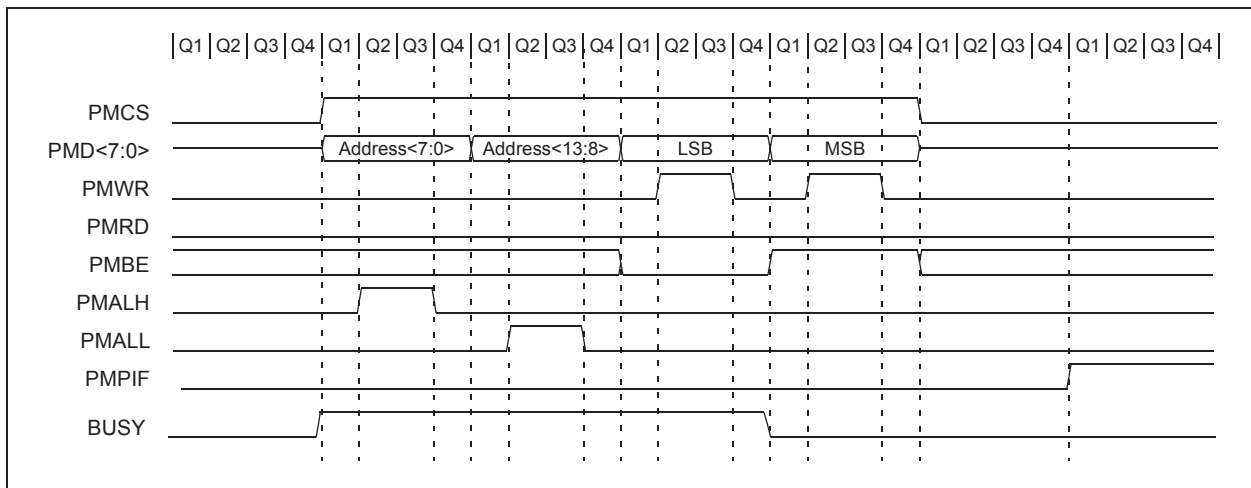 Q1 Q2 Q3 Q4 Q1 Q2 Q3 Q4 Q1 Q2 Q3 Q4 Q1 Q2 Q3 Q4 Q1 Q2 Q3 Q4 Q1 Q2 Q3 Q4 Q1 Q2 Q3 Q4
PMCS
PMD<7:0> Address<7:0> Address<13:8> LSB MSB
PMWR
PMRD
PMBE
PMALH
PMALL
PMPIF
BUSY